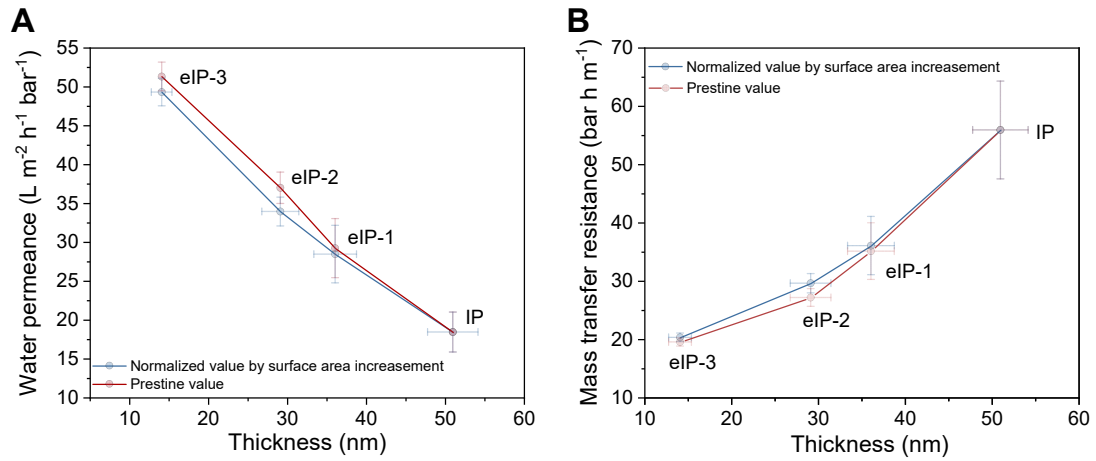 A
Water permeance (L m⁻² h⁻¹ bar⁻¹)
55
50
45
40
35
30
25
20
15
10
eIP-3
eIP-2
eIP-1
IP
Normalized value by surface area increasement
Prestine value
10 20 30 40 50 60
Thickness (nm)
B
Mass transfer resistance (bar h m⁻¹)
70
60
50
40
30
20
10
Normalized value by surface area increasement
Prestine value
IP
eIP-1
eIP-2
eIP-3
10 20 30 40 50 60
Thickness (nm)